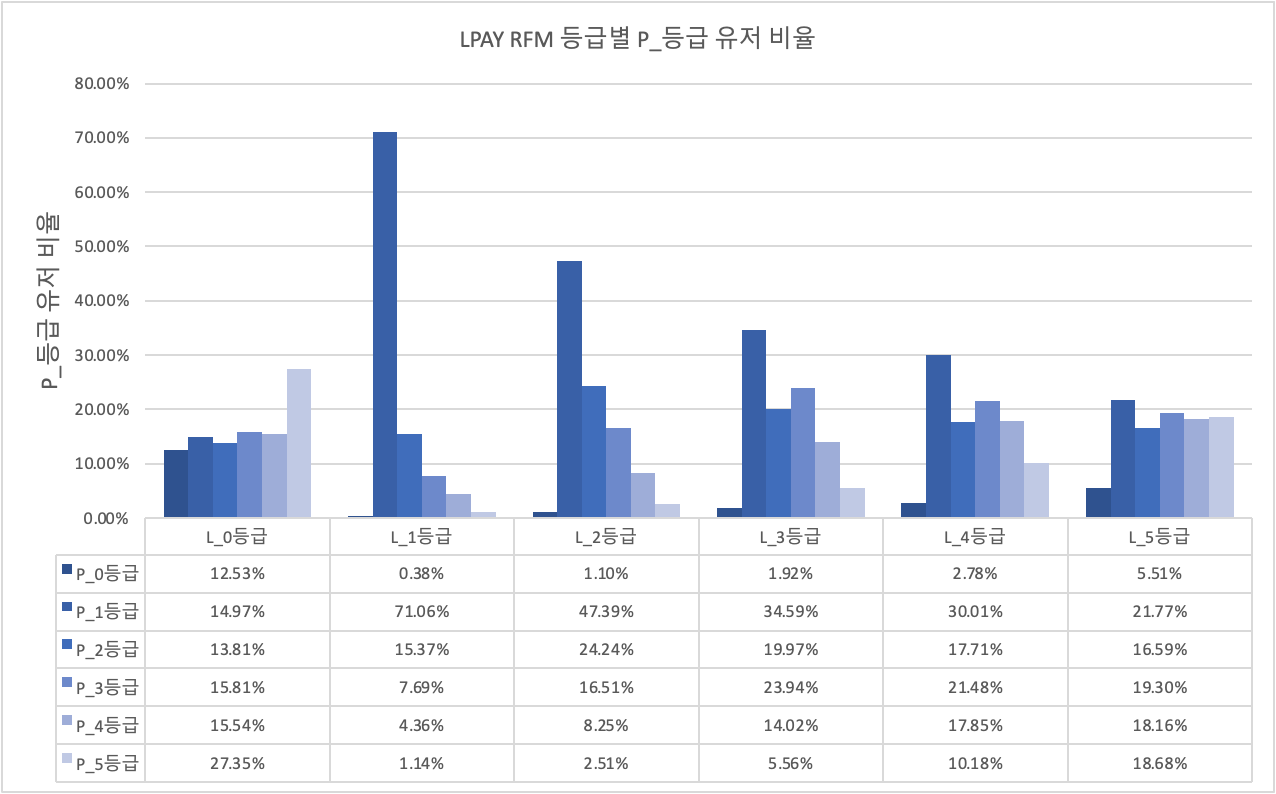 LPAY RFM 등급별 P_등급 유저 비율
P_등급 유저 비율
80.00%
70.00%
60.00%
50.00%
40.00%
30.00%
20.00%
10.00%
0.00%
L_0등급 L_1등급 L_2등급 L_3등급 L_4등급 L_5등급
P_0등급 12.53% 0.38% 1.10% 1.92% 2.78% 5.51%
P_1등급 14.97% 71.06% 47.39% 34.59% 30.01% 21.77%
P_2등급 13.81% 15.37% 24.24% 19.97% 17.71% 16.59%
P_3등급 15.81% 7.69% 16.51% 23.94% 21.48% 19.30%
P_4등급 15.54% 4.36% 8.25% 14.02% 17.85% 18.16%
P_5등급 27.35% 1.14% 2.51% 5.56% 10.18% 18.68%